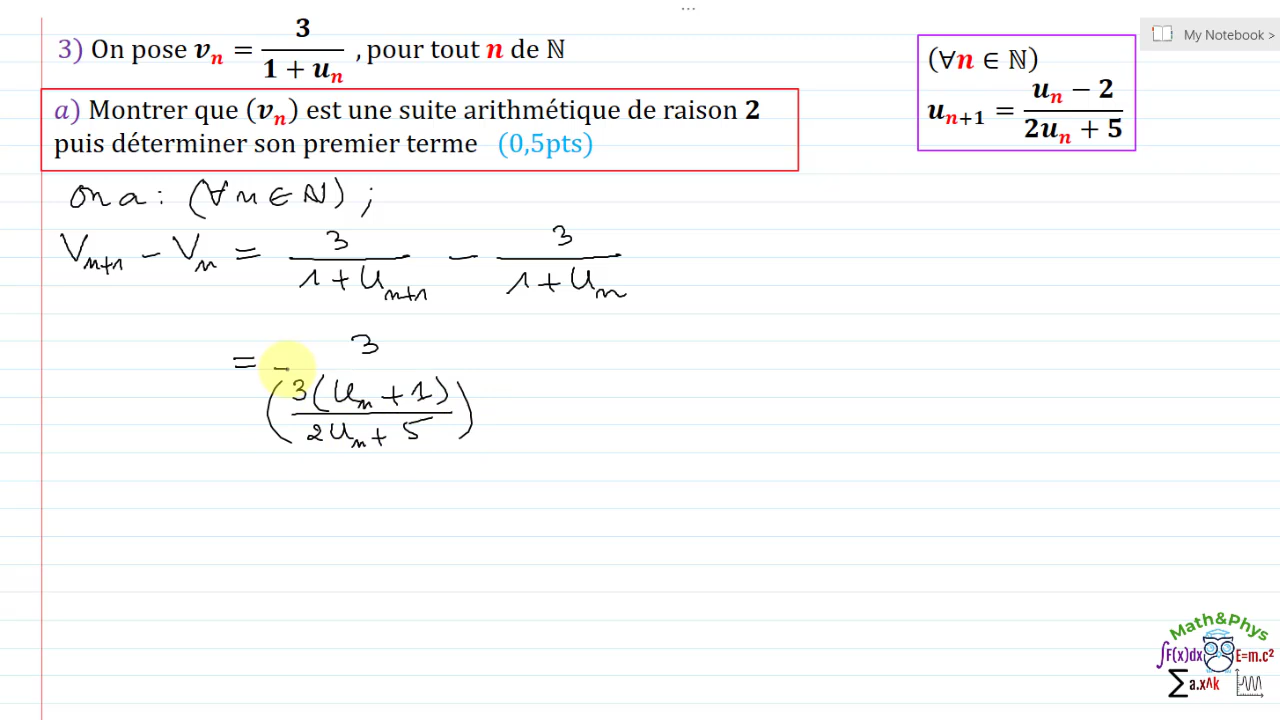 ...
3) On pose vₙ = 3 / (1 + uₙ) , pour tout n de ℕ
a) Montrer que (vₙ) est une suite arithmétique de raison 2
puis déterminer son premier terme (0,5pts)
(∀n ∈ ℕ)
uₙ₊₁ = (uₙ − 2) / (2uₙ + 5)
My Notebook >
on a : (∀ n ∈ ℕ) ;
Vₙ₊₁ − Vₙ = 3 / (1 + Uₙ₊₁) − 3 / (1 + Uₙ)
= 3 / (3(Uₙ + 1) / (2Uₙ + 5))
Math&Phys
∫F(x)dx E=m.c²
∑ a.x^k